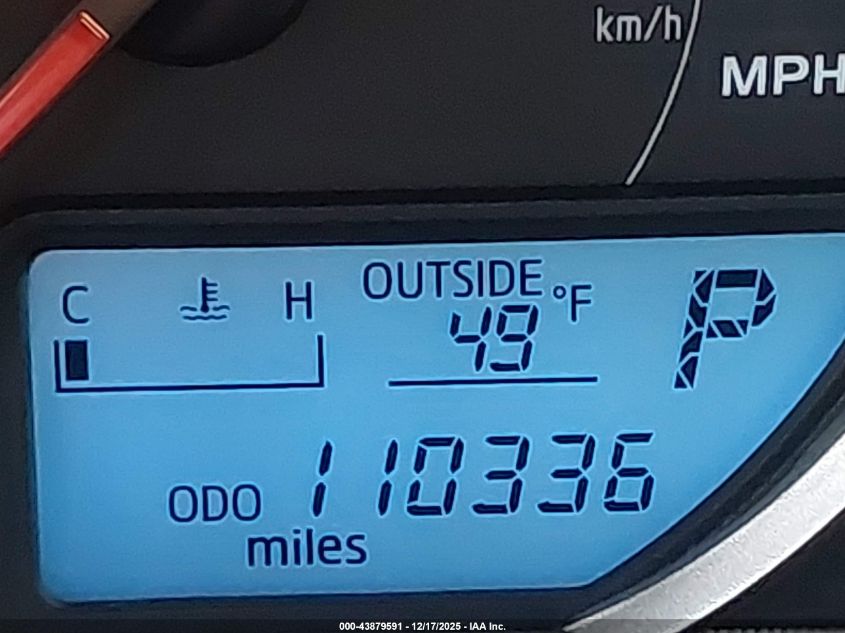 km/h
MPH
C H OUTSIDE °F
49
P
ODO 110336
miles
000-43879591 - 12/17/2025 - IAA Inc.